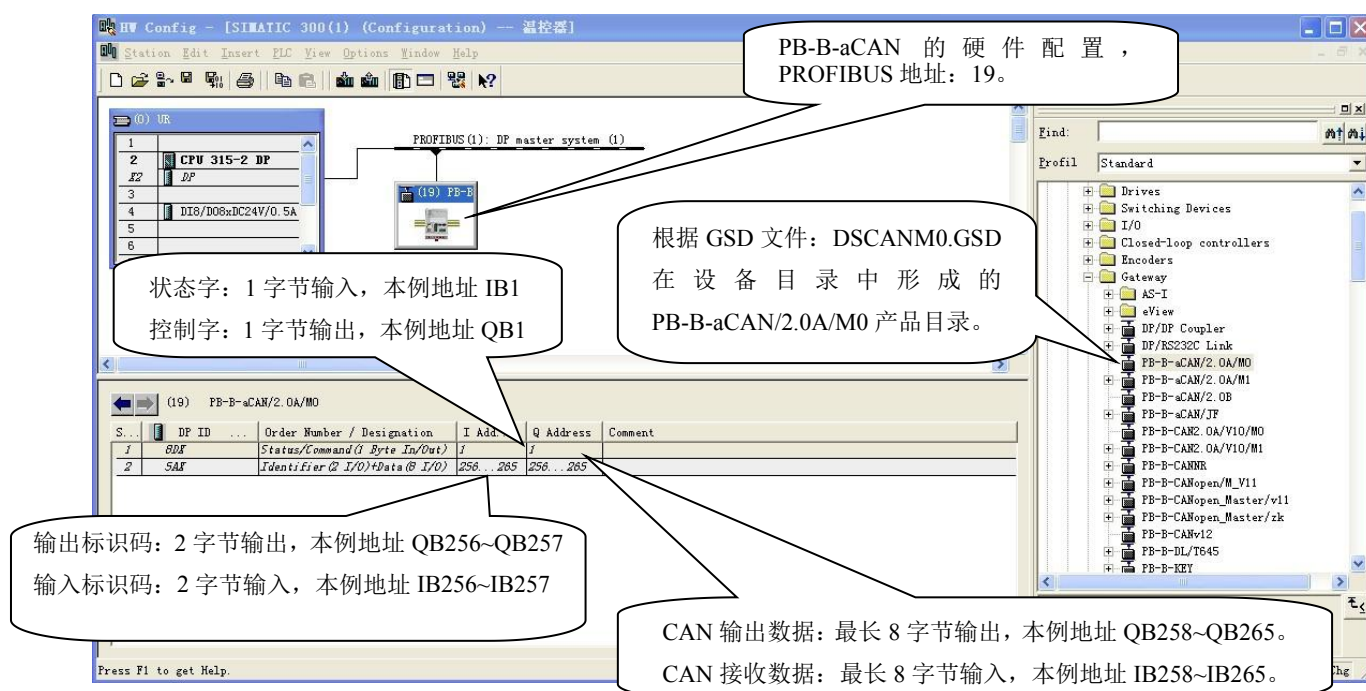 HW Config - [SIMATIC 300(1) (Configuration) -- 温控器]
Station Edit Insert PLC View Options Window Help
PB-B-aCAN 的硬件配置，
PROFIBUS 地址：19。
(0) UR
1
2 CPU 315-2 DP
X2 DP
3
4 DI8/DO8xDC24V/0.5A
5
6
PROFIBUS(1): DP master system (1)
(19) PB-B
状态字：1 字节输入，本例地址 IB1
控制字：1 字节输出，本例地址 QB1
根据 GSD 文件：DSCANM0.GSD
在设备目录中形成的
PB-B-aCAN/2.0A/M0 产品目录。
Find:
Profil Standard
Drives
Switching Devices
I/O
Closed-loop controllers
Encoders
Gateway
AS-I
eView
DP/DP Coupler
DP/RS232C Link
PB-B-aCAN/2.0A/M0
PB-B-aCAN/2.0A/M1
PB-B-aCAN/2.0B
PB-B-aCAN/JF
PB-B-CAN2.0A/V10/M0
PB-B-CAN2.0A/V10/M1
PB-B-CANNR
PB-B-CANopen/M_V11
PB-B-CANopen_Master/v11
PB-B-CANopen_Master/zk
PB-B-CANv12
PB-B-DL/T645
PB-B-KEY
(19) PB-B-aCAN/2.0A/M0
S... DP ID ... Order Number / Designation I Add... Q Address Comment
1 8DX Status/Command(1 Byte In/Out) 1 1
2 5AX Identifier(2 I/O)+Data(8 I/O) 256...265 256...265
输出标识码：2 字节输出，本例地址 QB256~QB257
输入标识码：2 字节输入，本例地址 IB256~IB257
CAN 输出数据：最长 8 字节输出，本例地址 QB258~QB265。
CAN 接收数据：最长 8 字节输入，本例地址 IB258~IB265。
Press F1 to get Help.
Chg